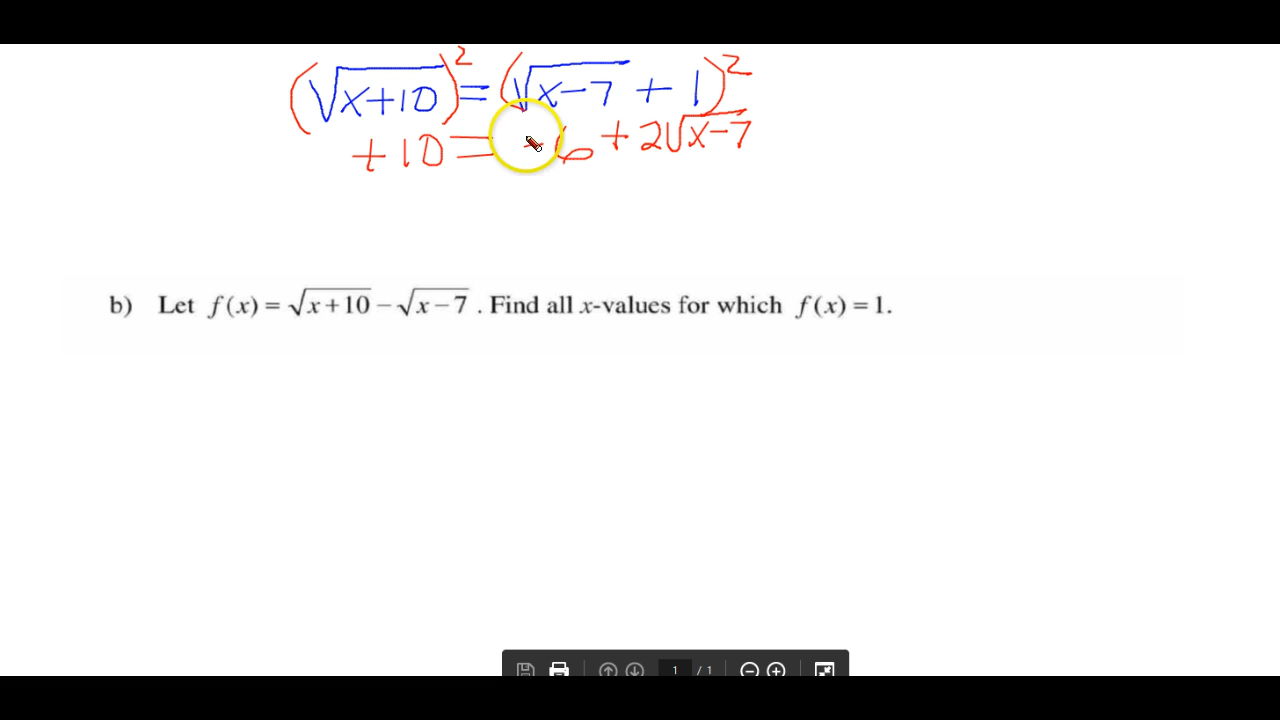 (√x+10)² = (√x-7 + 1)²
+10 = -6 + 2√x-7
b) Let f(x) = √x+10 − √x−7 . Find all x-values for which f(x) = 1.
1 / 1